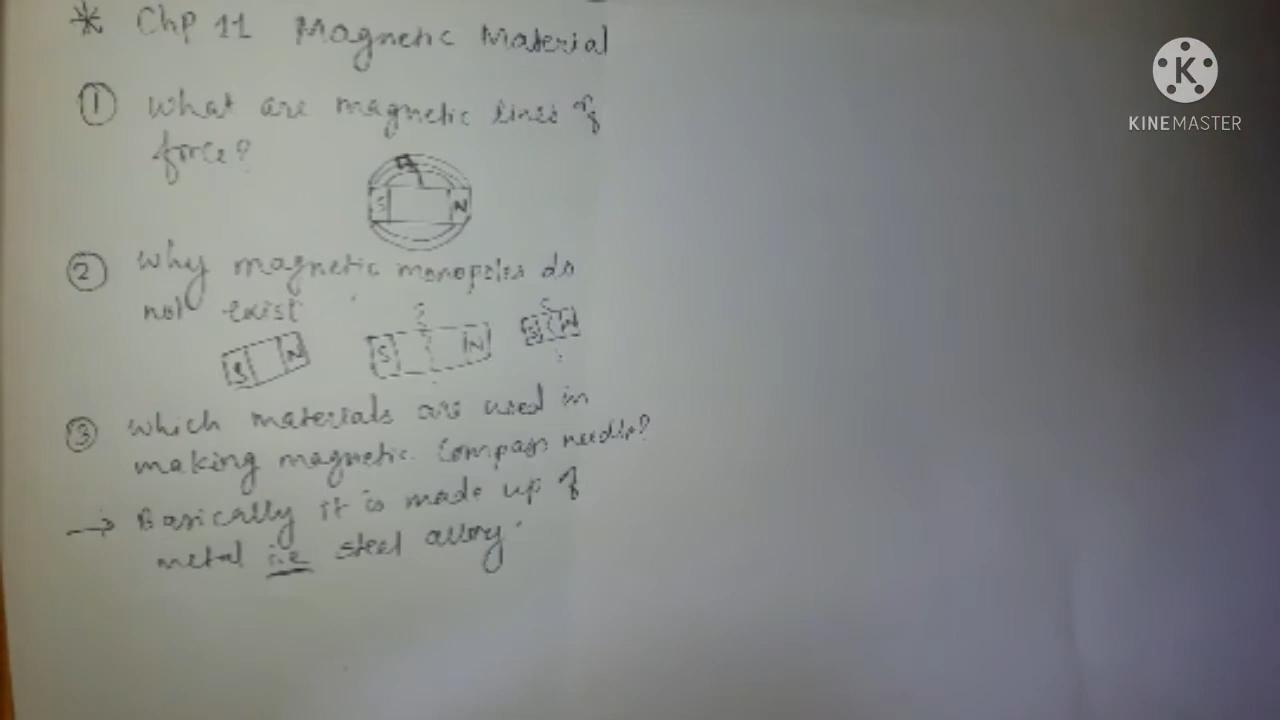 * Chp 11 Magnetic Material
① What are magnetic lines of
force?
S N
② Why magnetic monopoles do
not exist
S N S N S N
③ Which materials are used in
making magnetic compass needle?
→ Basically it is made up of
metal i.e steel alloy.
K
KINEMASTER